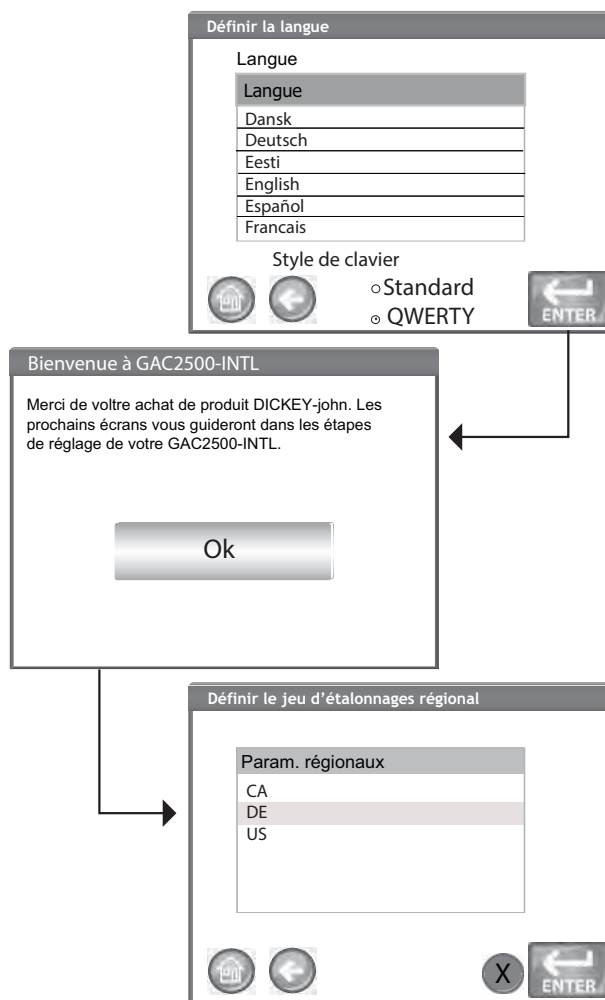 Définir la langue
Langue
Langue
Dansk
Deutsch
Eesti
English
Español
Francais
Style de clavier
Standard
QWERTY
ENTER
Bienvenue à GAC2500-INTL
Merci de voltre achat de produit DICKEY-john. Les
prochains écrans vous guideront dans les étapes
de réglage de votre GAC2500-INTL.
Ok
Définir le jeu d’étalonnages régional
Param. régionaux
CA
DE
US
X
ENTER